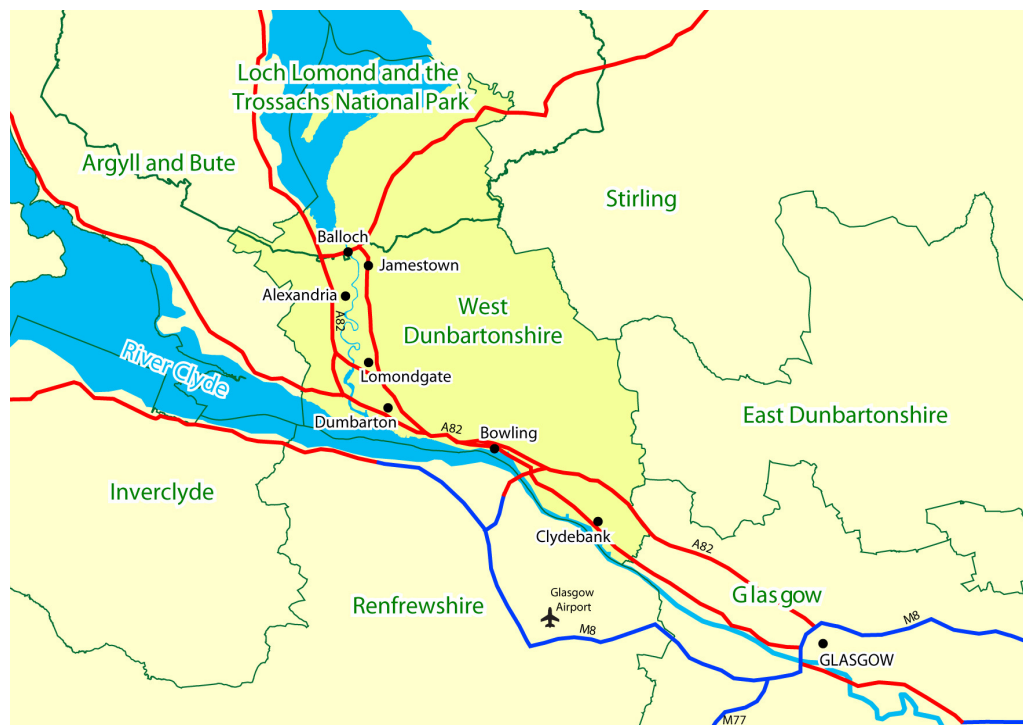 Loch Lomond and the
Trossachs National Park
Argyll and Bute
Stirling
Balloch
Jamestown
Alexandria
A82
West
Dunbartonshire
River Clyde
Lomondgate
Dumbarton
A82
Bowling
East Dunbartonshire
Inverclyde
Clydebank
A82
Glasgow
Airport
Renfrewshire
Glasgow
M8
M8
GLASGOW
M77